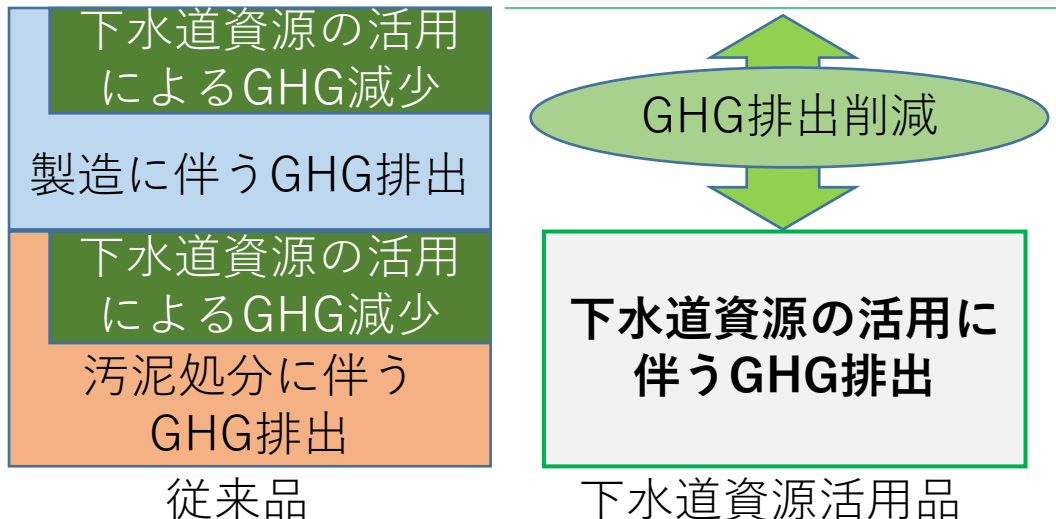 下水道資源の活用
によるGHG減少
製造に伴うGHG排出
下水道資源の活用
によるGHG減少
汚泥処分に伴う
GHG排出
従来品
GHG排出削減
下水道資源の活用に
伴うGHG排出
下水道資源活用品